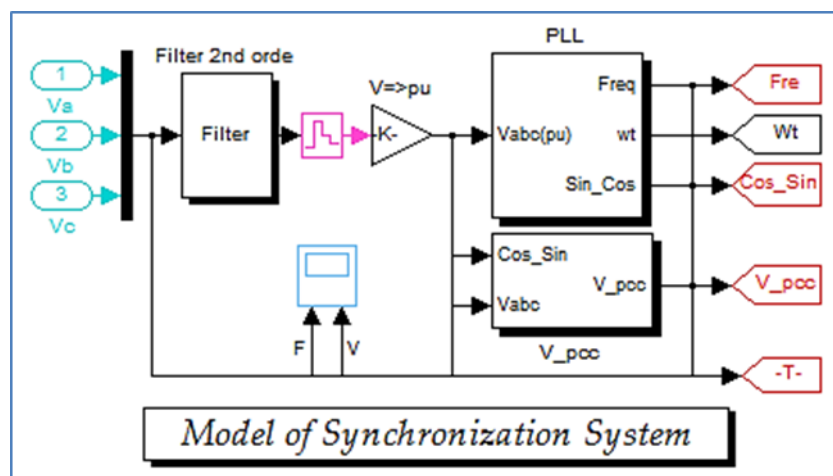 PLL
Filter 2nd orde
V=>pu
1
Va
2
Vb
3
Vc
Filter
-K-
Vabc(pu)
Freq
wt
Sin_Cos
Fre
Wt
Cos_Sin
Cos_Sin
Vabc
V_pcc
V_pcc
V_pcc
F
V
-T-
Model of Synchronization System